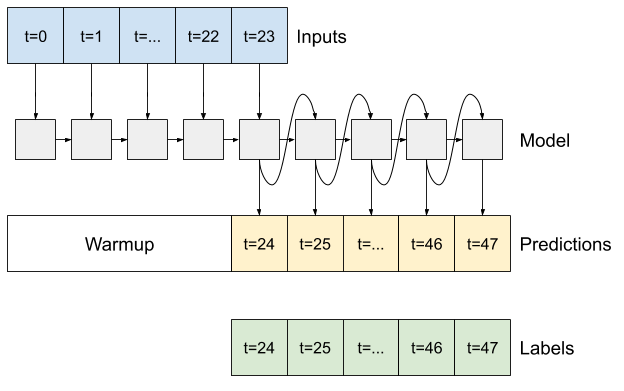 t=0 t=1 t=... t=22 t=23 Inputs
Model
Warmup t=24 t=25 t=... t=46 t=47 Predictions
t=24 t=25 t=... t=46 t=47 Labels